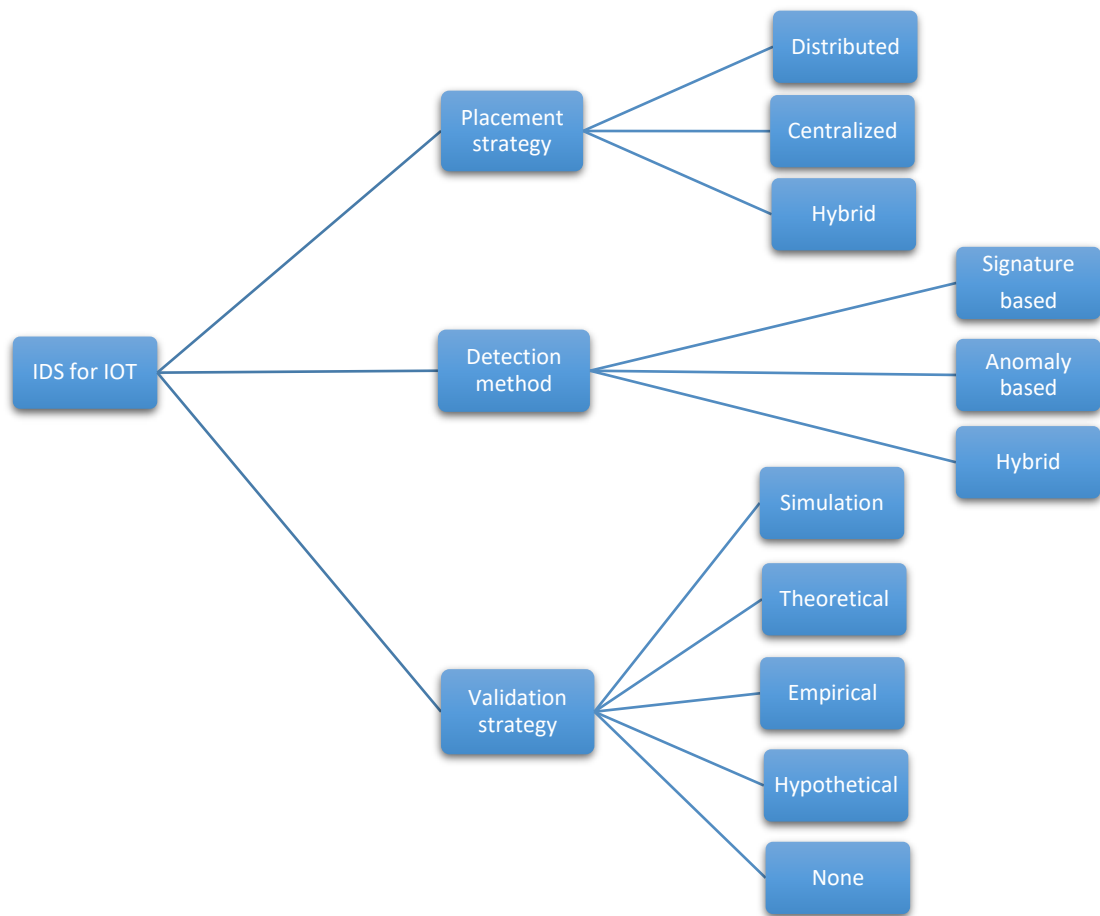 IDS for IOT
Placement
strategy
Distributed
Centralized
Hybrid
Detection
method
Signature
based
Anomaly
based
Hybrid
Validation
strategy
Simulation
Theoretical
Empirical
Hypothetical
None